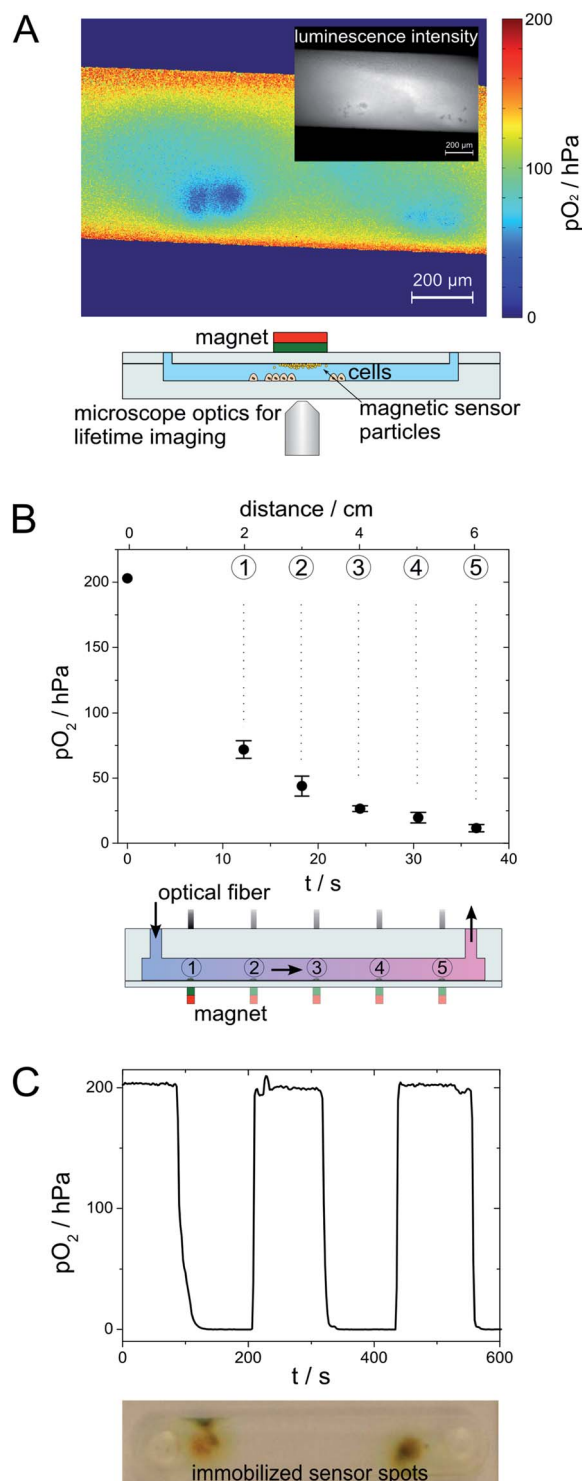 A
luminescence intensity
200 µm
200 µm
200
100
0
pO₂ / hPa
magnet
cells
microscope optics for
lifetime imaging
magnetic sensor
particles
B
distance / cm
0 2 3 4 6
① ② ③ ④ ⑤
200
150
100
50
0
pO₂ / hPa
0 10 20 30 40
t / s
optical fiber
① ② ③ ④ ⑤
magnet
C
200
100
0
pO₂ / hPa
0 200 400 600
t / s
immobilized sensor spots